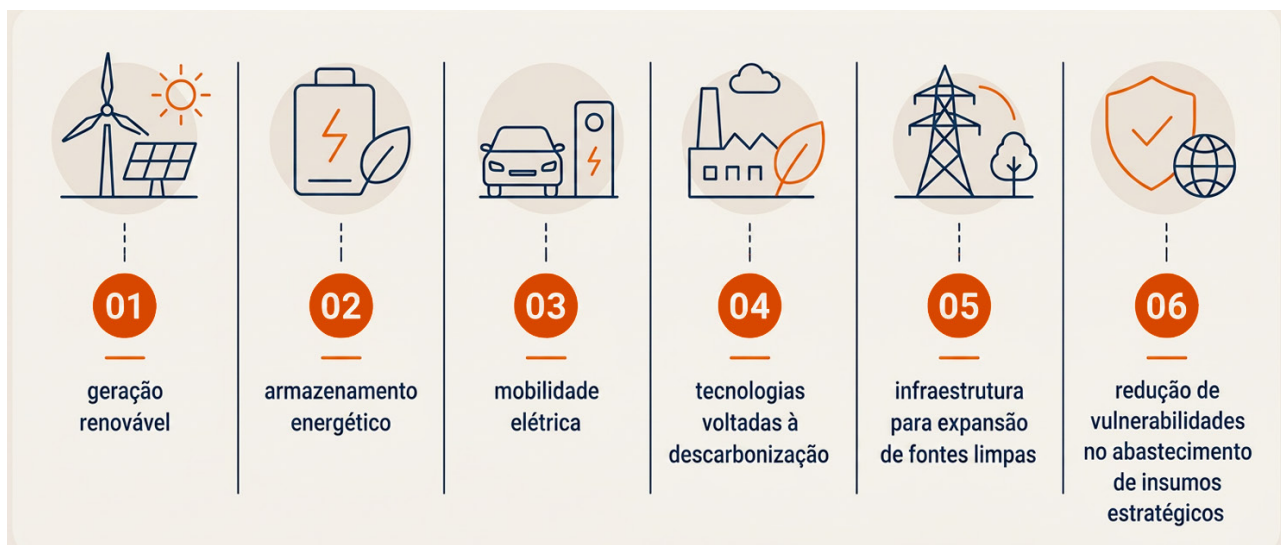 01
geração
renovável
02
armazenamento
energético
03
mobilidade
elétrica
04
tecnologias
voltadas à
descarbonização
05
infraestrutura
para expansão
de fontes limpas
06
redução de
vulnerabilidades
no abastecimento
de insumos
estratégicos